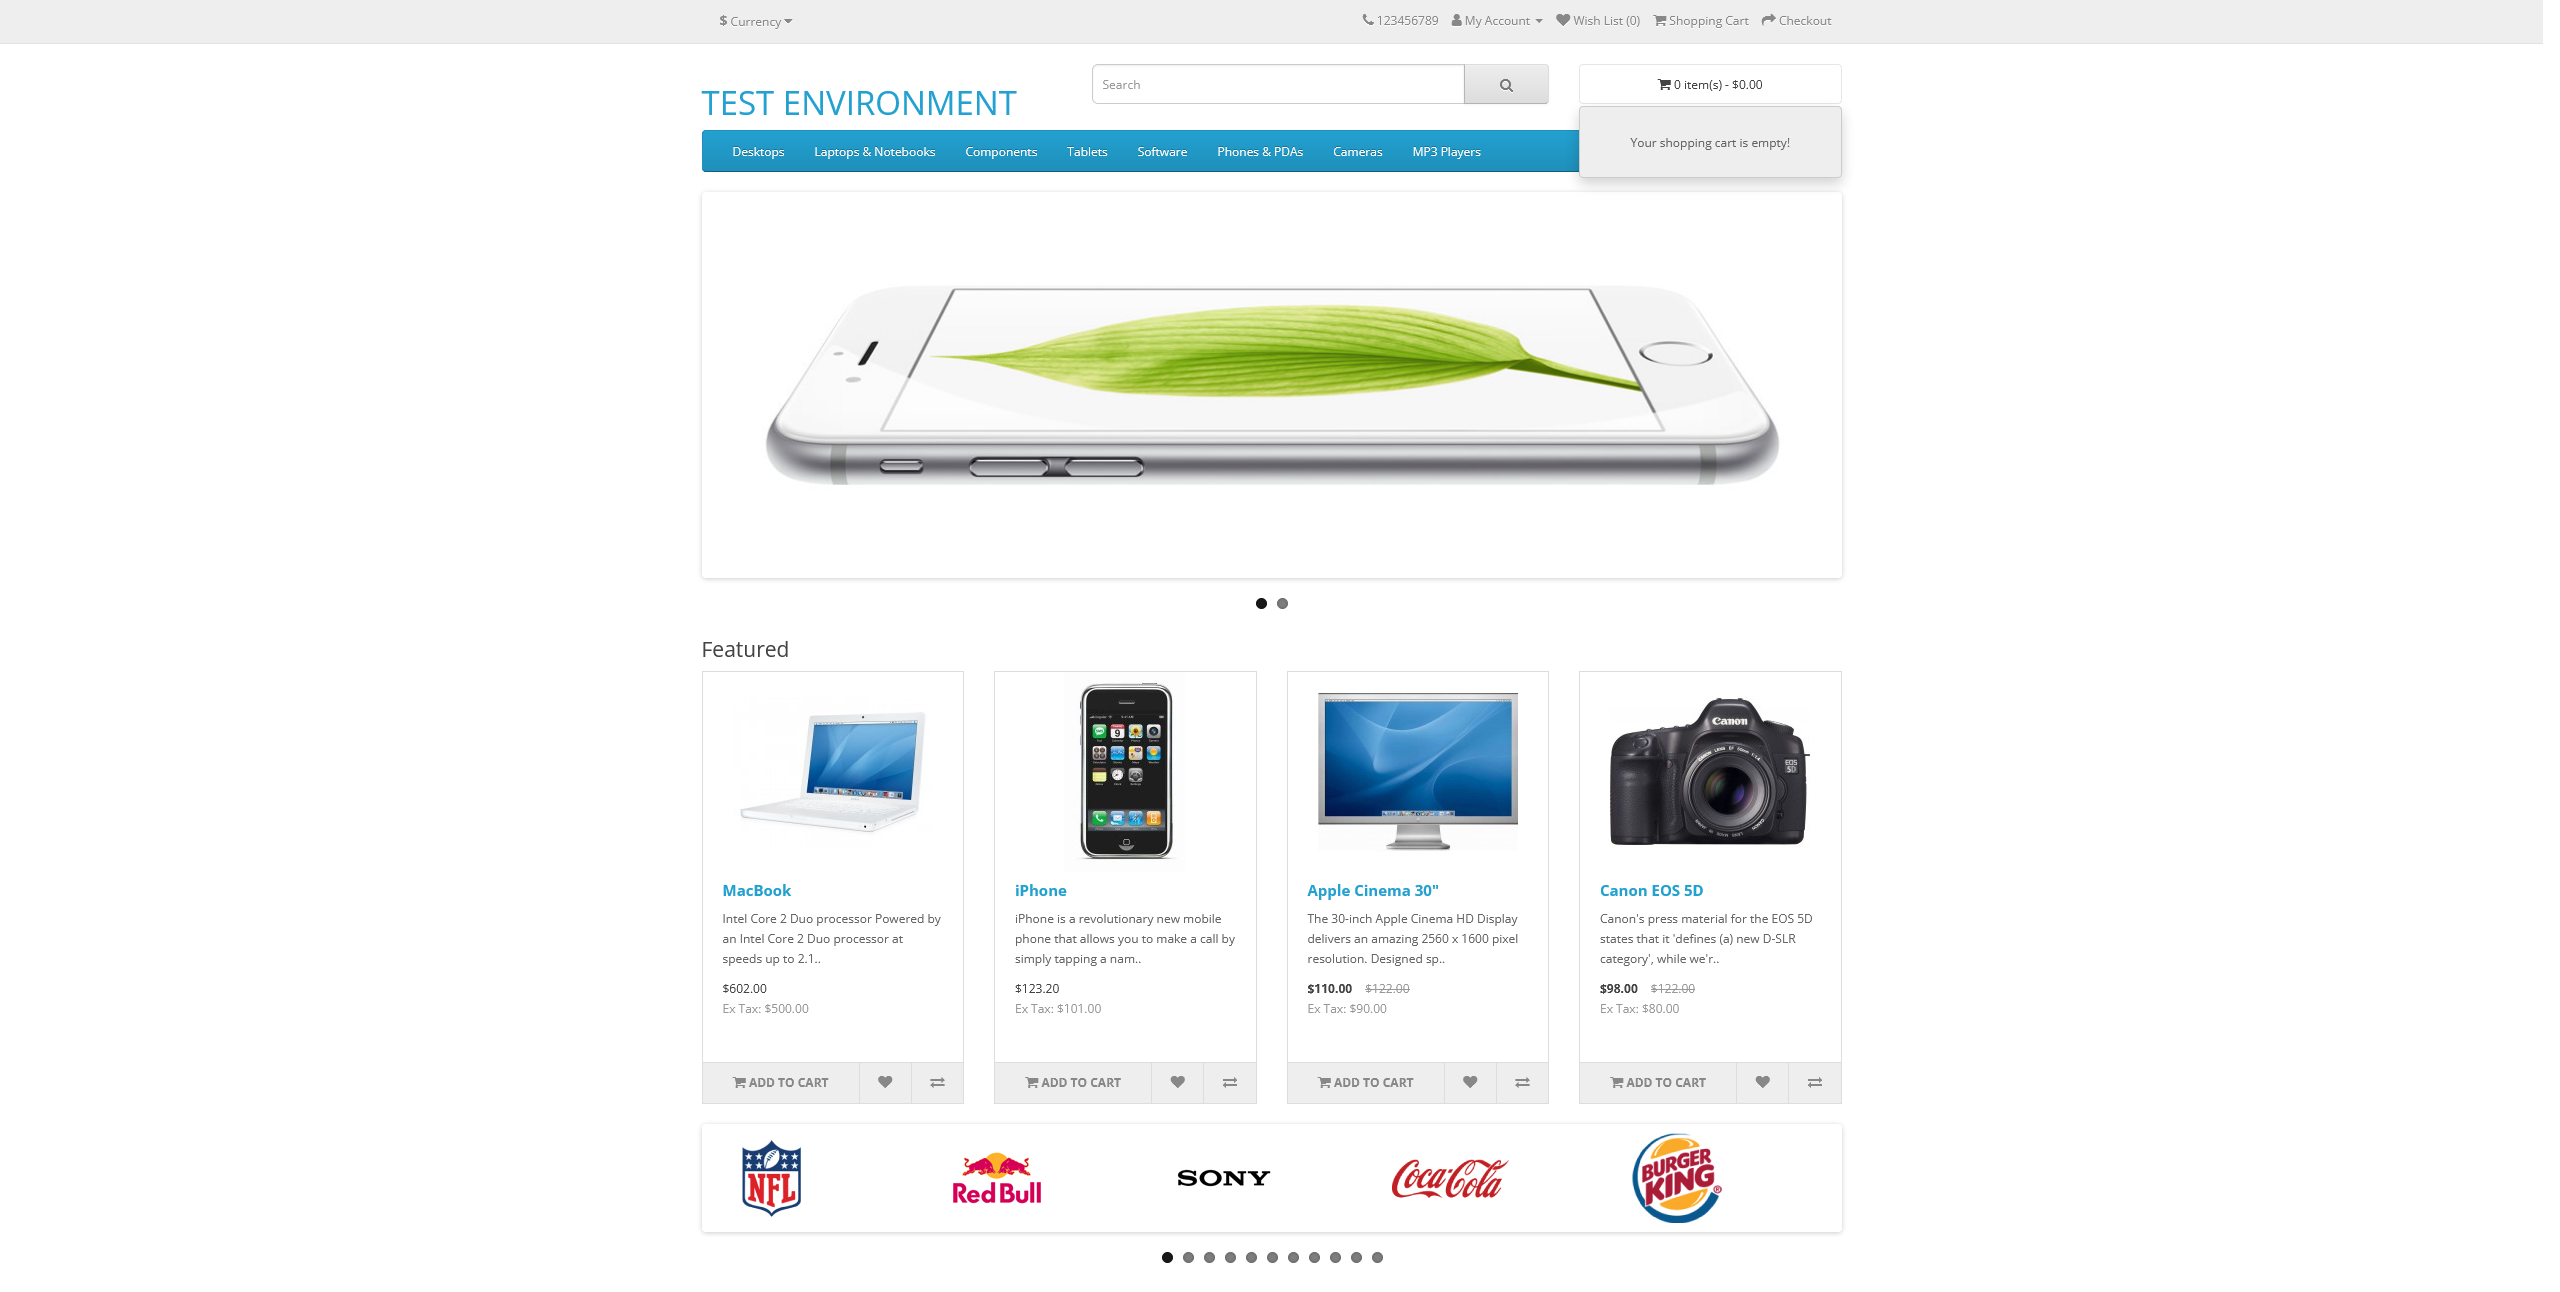 $ Currency
123456789 My Account Wish List (0) Shopping Cart Checkout
TEST ENVIRONMENT
Search
0 item(s) - $0.00
Your shopping cart is empty!
Desktops Laptops & Notebooks Components Tablets Software Phones & PDAs Cameras MP3 Players
Featured
Canon
EOS 5D
MacBook
Intel Core 2 Duo processor Powered by
an Intel Core 2 Duo processor at
speeds up to 2.1..
$602.00
Ex Tax: $500.00
ADD TO CART
iPhone
iPhone is a revolutionary new mobile
phone that allows you to make a call by
simply tapping a nam..
$123.20
Ex Tax: $101.00
ADD TO CART
Apple Cinema 30"
The 30-inch Apple Cinema HD Display
delivers an amazing 2560 x 1600 pixel
resolution. Designed sp..
$110.00 $122.00
Ex Tax: $90.00
ADD TO CART
Canon EOS 5D
Canon's press material for the EOS 5D
states that it 'defines (a) new D-SLR
category', while we'r..
$98.00 $122.00
Ex Tax: $80.00
ADD TO CART
NFL
Red Bull
SONY
Coca-Cola
BURGER
KING®